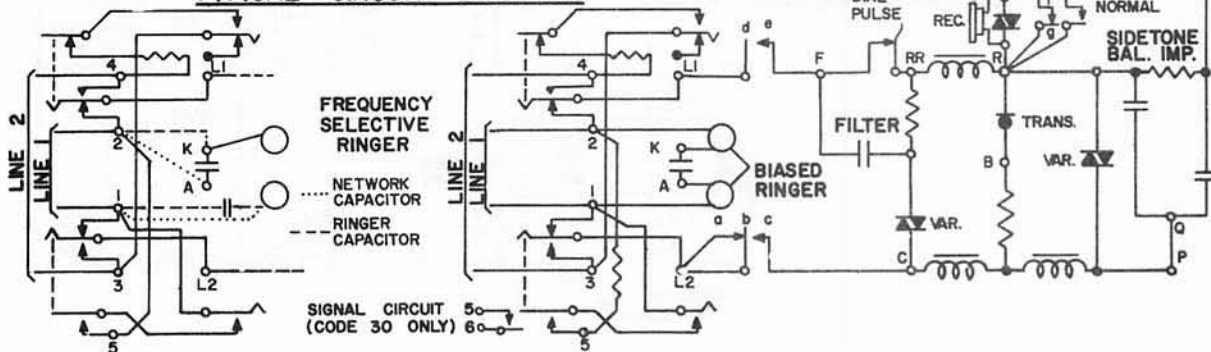 PULSE
REC.
NORMAL
g
SIDETONE
BAL. IMP.
d
e
F
RR
R
L1
4
L1
4
LINE 2
LINE 1
2
FREQUENCY
SELECTIVE
RINGER
K
A
NETWORK
CAPACITOR
RINGER
CAPACITOR
1
3
L2
5
LINE 2
LINE 1
2
K
A
BIASED
RINGER
1
3
L2
a
b
c
5
SIGNAL CIRCUIT 5
(CODE 30 ONLY) 6
FILTER
TRANS.
B
VAR.
VAR.
C
Q
P